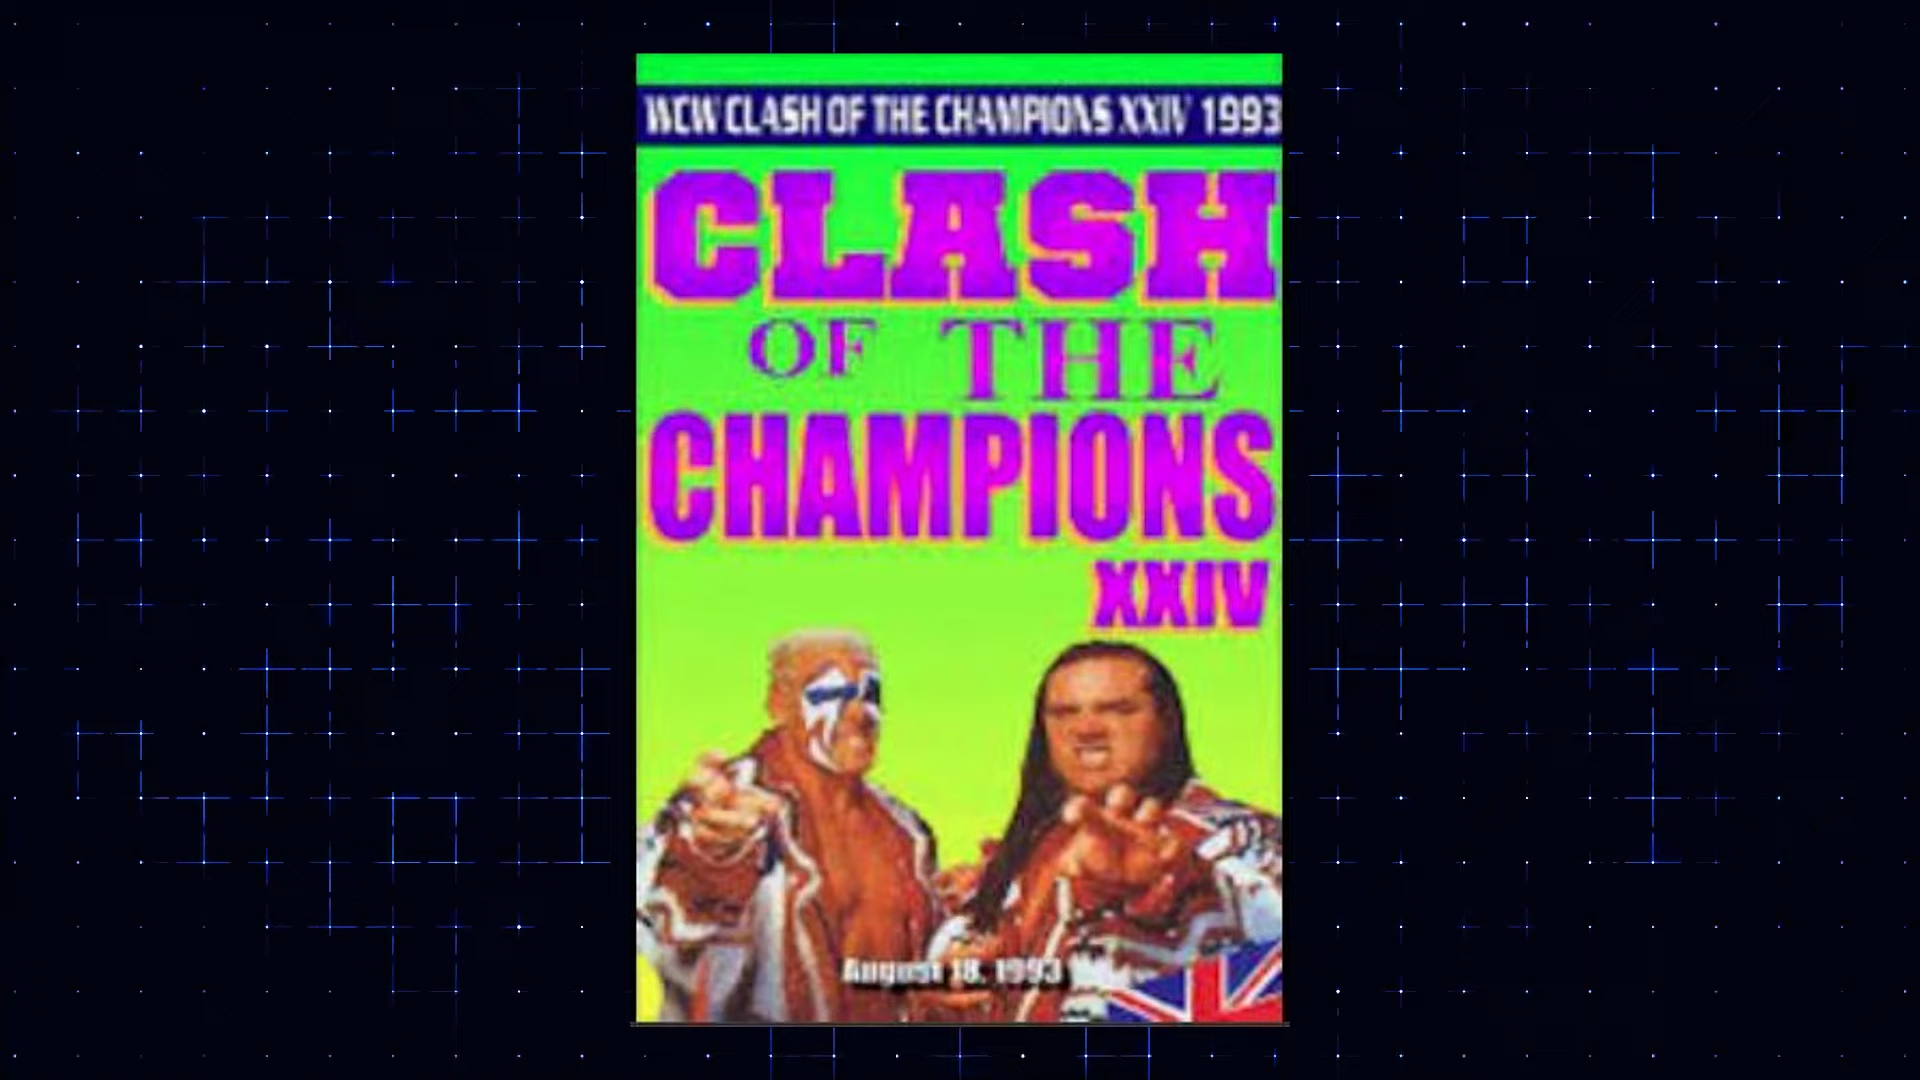 WCW CLASH OF THE CHAMPIONS XXIV 1993
CLASH
OF THE
CHAMPIONS
XXIV
August 18, 1993